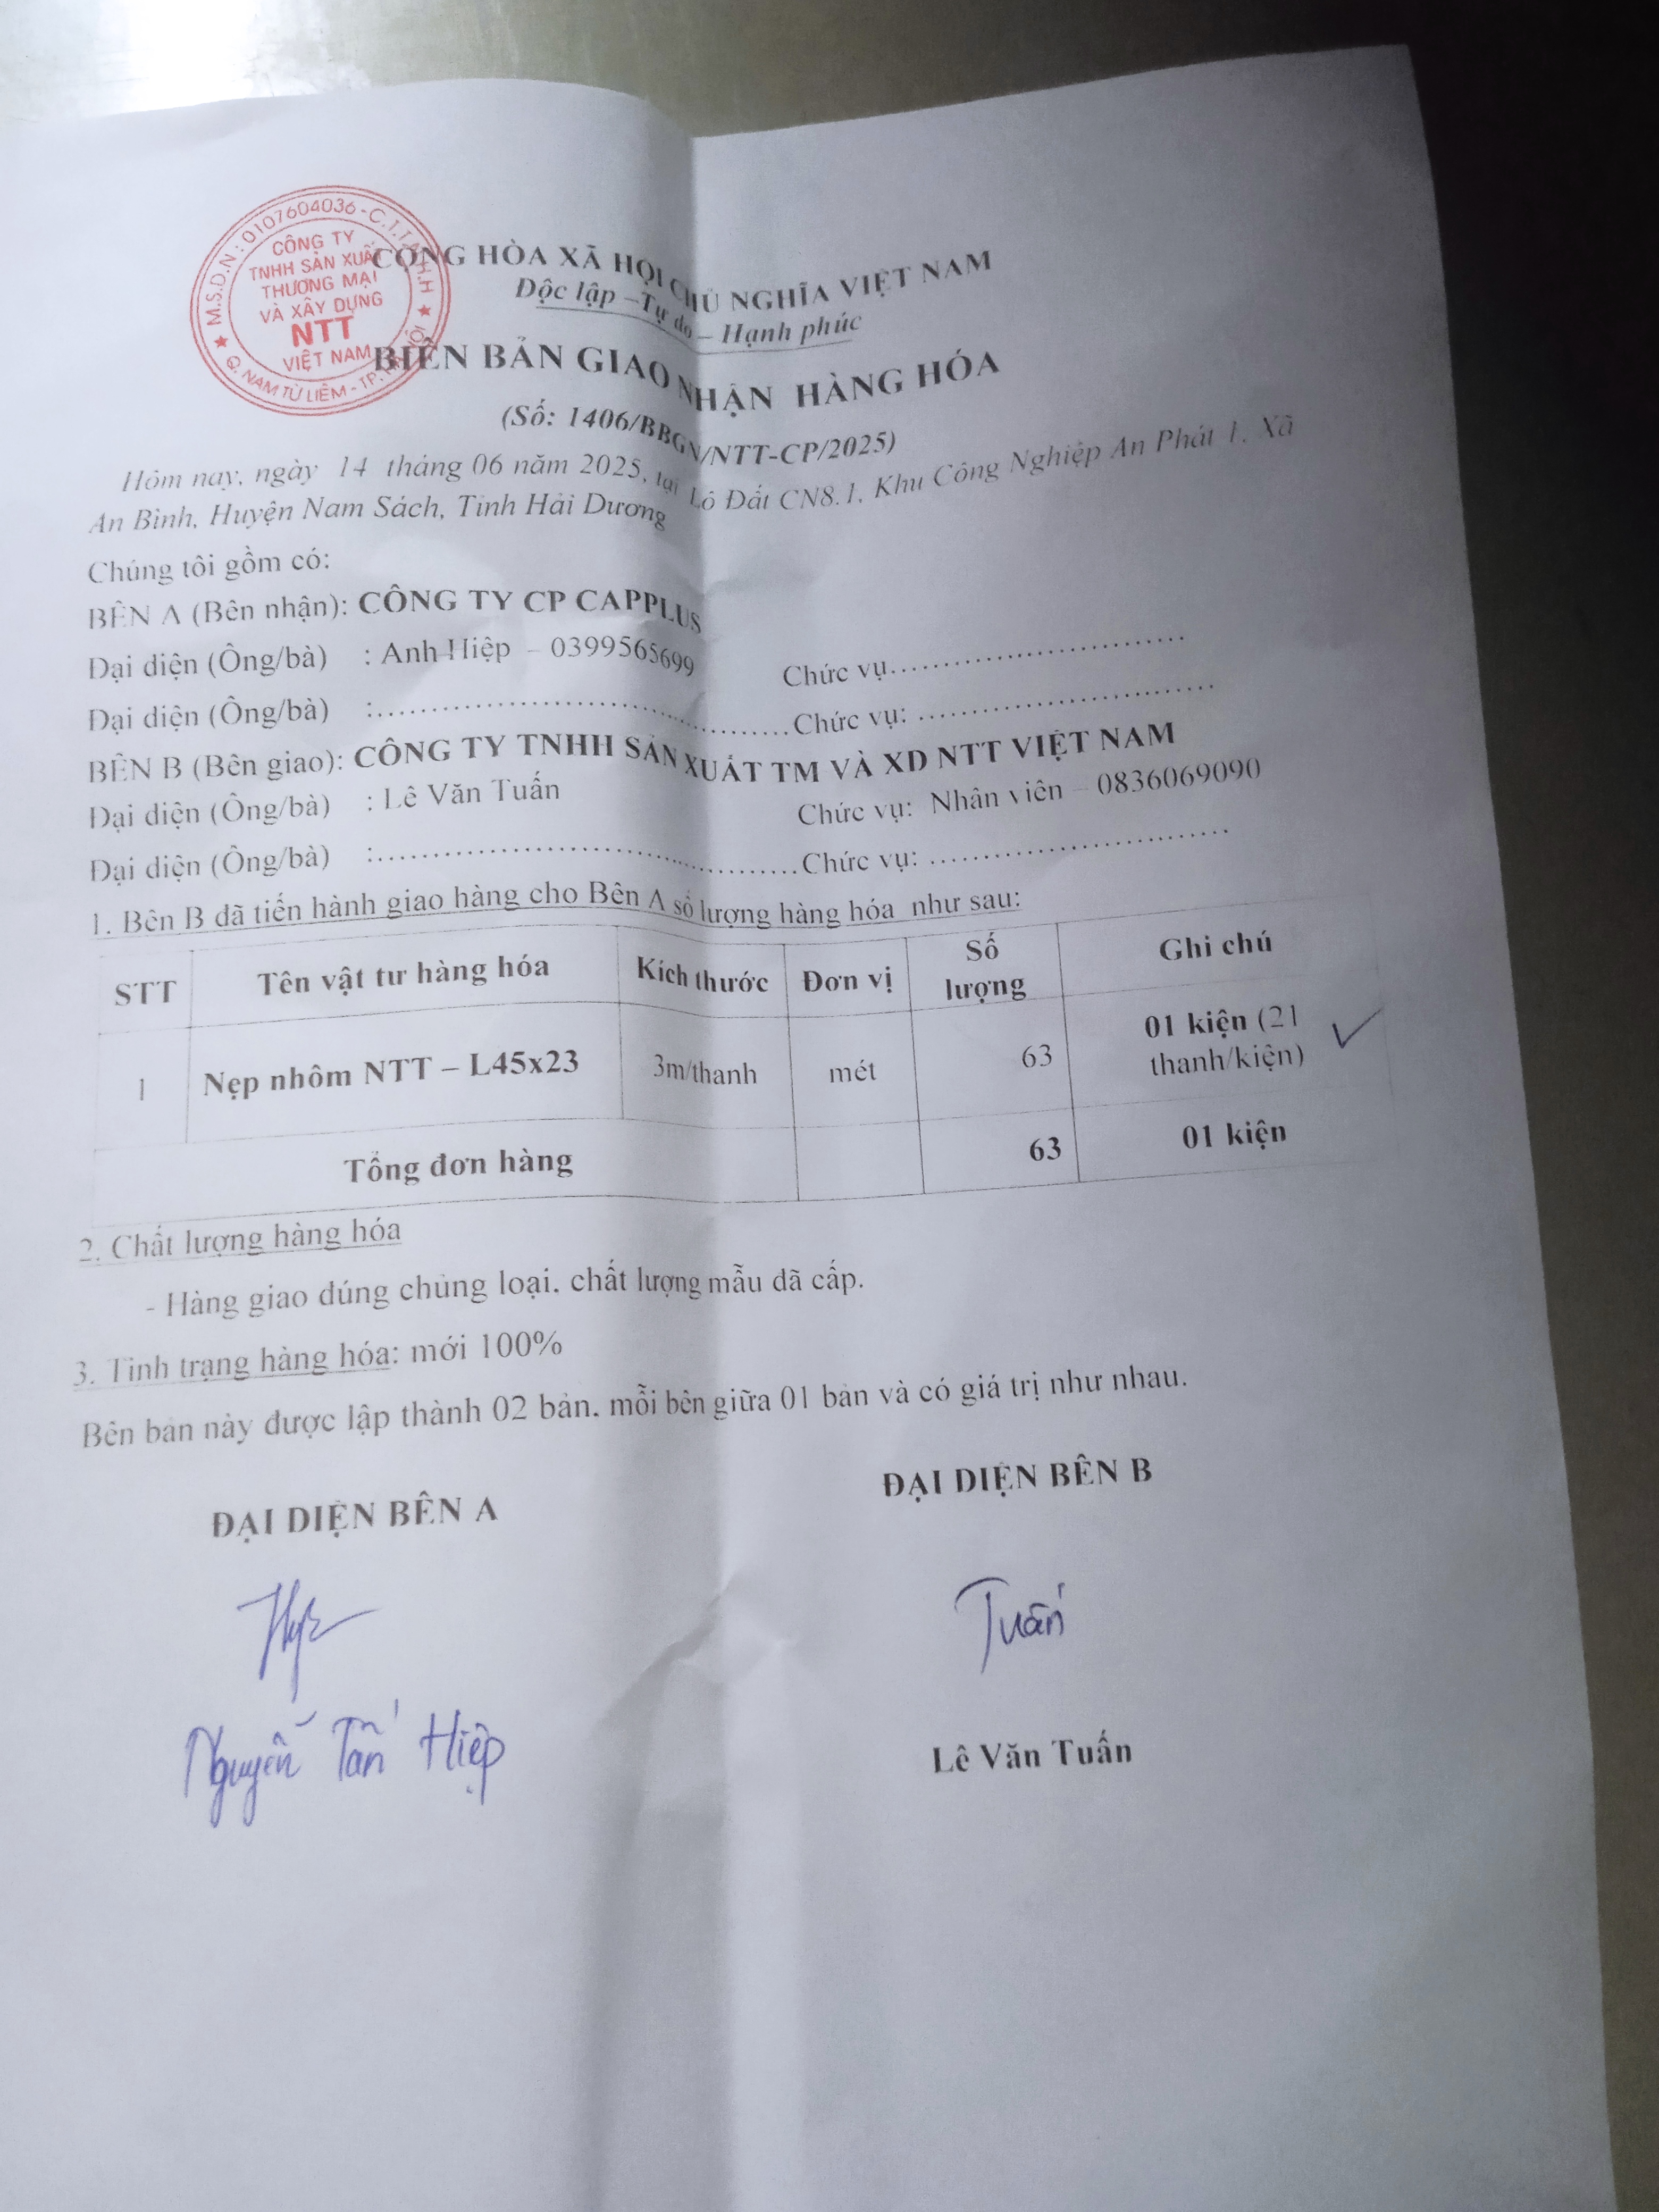 M.S.D.N: 0107604036 - C.T.T.N.H.H
CÔNG TY
TNHH SẢN XUẤT
THƯƠNG MẠI
VÀ XÂY DỰNG
NTT
VIỆT NAM
Q. NAM TỪ LIÊM - TP. HÀ NỘI
CỘNG HÒA XÃ HỘI CHỦ NGHĨA VIỆT NAM
Độc lập –Tự do – Hạnh phúc
BIÊN BẢN GIAO NHẬN HÀNG HÓA
(Số: 1406/BBGN/NTT-CP/2025)
Hôm nay, ngày 14 tháng 06 năm 2025, tại Lô Đất CN8.1, Khu Công Nghiệp An Phát 1, Xã
An Bình, Huyện Nam Sách, Tỉnh Hải Dương
Chúng tôi gồm có:
BÊN A (Bên nhận): CÔNG TY CP CAPPLUS
Đại diện (Ông/bà) : Anh Hiệp – 0399565699 Chức vụ..............................
Đại diện (Ông/bà) :..........................................Chức vụ: ..............................
BÊN B (Bên giao): CÔNG TY TNHH SẢN XUẤT TM VÀ XD NTT VIỆT NAM
Đại diện (Ông/bà) : Lê Văn Tuấn Chức vụ: Nhân viên – 0836069090
Đại diện (Ông/bà) :..........................................Chức vụ: ..............................
1. Bên B đã tiến hành giao hàng cho Bên A số lượng hàng hóa như sau:
STT Tên vật tư hàng hóa Kích thước Đơn vị Số lượng Ghi chú
1 Nẹp nhôm NTT – L45x23 3m/thanh mét 63 01 kiện (21 thanh/kiện) ✓
Tổng đơn hàng 63 01 kiện
2. Chất lượng hàng hóa
- Hàng giao đúng chủng loại, chất lượng mẫu đã cấp.
3. Tình trạng hàng hóa: mới 100%
Bên bản này được lập thành 02 bản, mỗi bên giữa 01 bản và có giá trị như nhau.
ĐẠI DIỆN BÊN A ĐẠI DIỆN BÊN B
Tuấn
Nguyễn Tấn Hiệp Lê Văn Tuấn